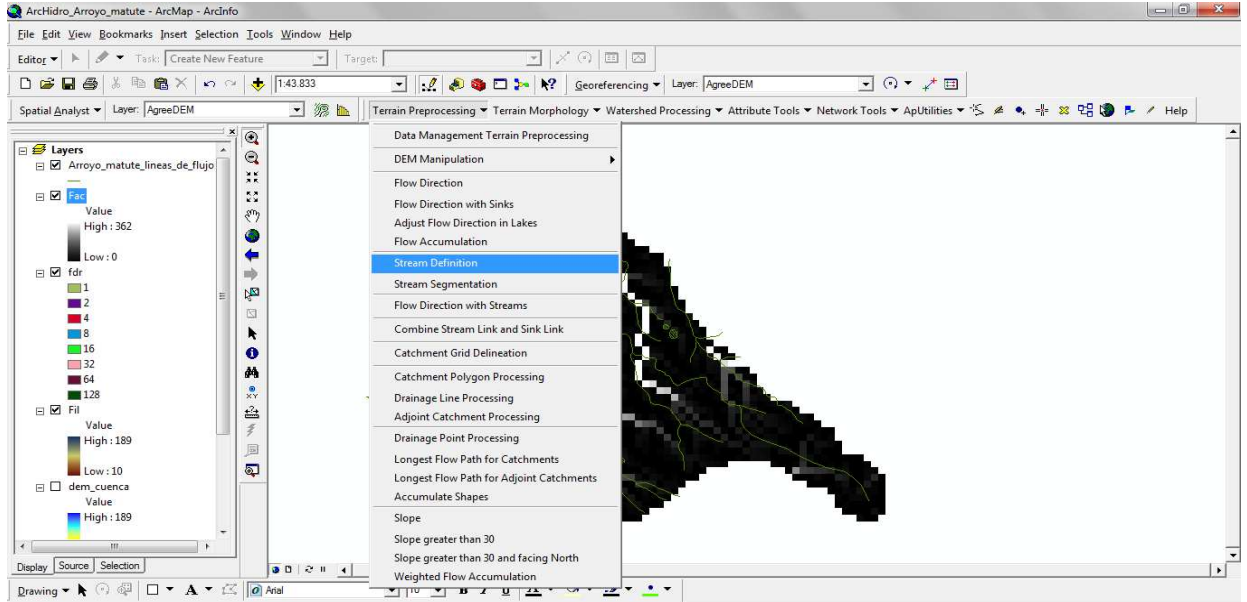 ArcHidro_Arroyo_matute - ArcMap - ArcInfo
File Edit View Bookmarks Insert Selection Tools Window Help
Editor Task: Create New Feature Target:
1:43.833 Georeferencing Layer: AgreeDEM
Spatial Analyst Layer: AgreeDEM Terrain Preprocessing Terrain Morphology Watershed Processing Attribute Tools Network Tools ApUtilities Help
Layers
Arroyo_matute_lineas_de_flujo
Fac
Value
High : 362
Low : 0
fdr
1
2
4
8
16
32
64
128
Fil
Value
High : 189
Low : 10
dem_cuenca
Value
High : 189
Display Source Selection
Data Management Terrain Preprocessing
DEM Manipulation
Flow Direction
Flow Direction with Sinks
Adjust Flow Direction in Lakes
Flow Accumulation
Stream Definition
Stream Segmentation
Flow Direction with Streams
Combine Stream Link and Sink Link
Catchment Grid Delineation
Catchment Polygon Processing
Drainage Line Processing
Adjoint Catchment Processing
Drainage Point Processing
Longest Flow Path for Catchments
Longest Flow Path for Adjoint Catchments
Accumulate Shapes
Slope
Slope greater than 30
Slope greater than 30 and facing North
Weighted Flow Accumulation
Drawing A Arial 10 B I U A